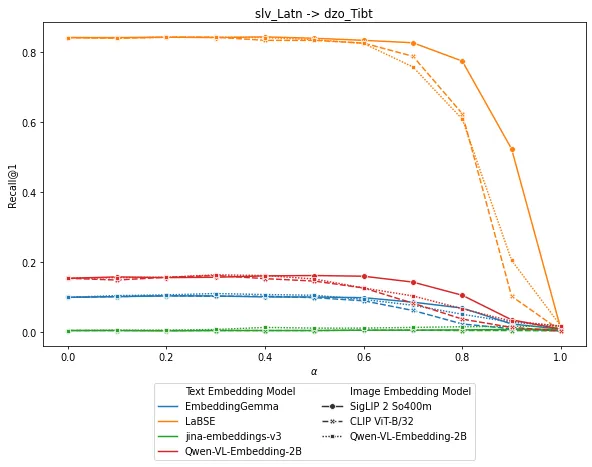 slv_Latn -> dzo_Tibt
Recall@1
0.8
0.6
0.4
0.2
0.0
0.0 0.2 0.4 0.6 0.8 1.0
α
Text Embedding Model
EmbeddingGemma
LaBSE
jina-embeddings-v3
Qwen-VL-Embedding-2B
Image Embedding Model
SigLIP 2 So400m
CLIP ViT-B/32
Qwen-VL-Embedding-2B